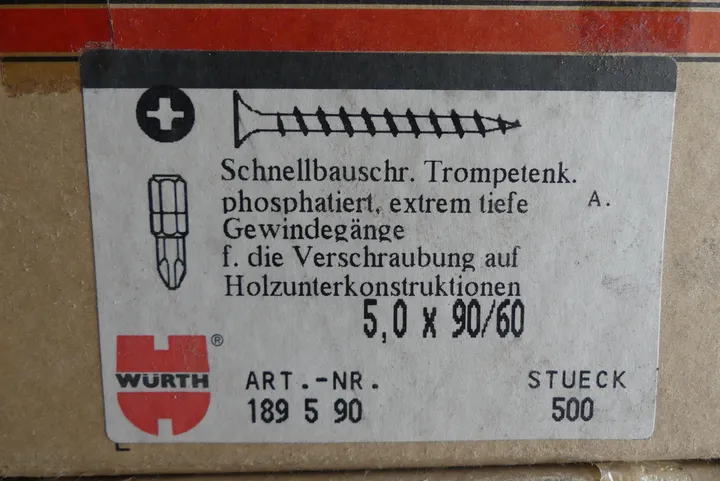 Schnellbauschr. Trompetenk.
phosphatiert, extrem tiefe A.
Gewindegänge
f. die Verschraubung auf
Holzunterkonstruktionen
5,0 x 90/60
WÜRTH ®
ART.-NR. STUECK
189 5 90 500